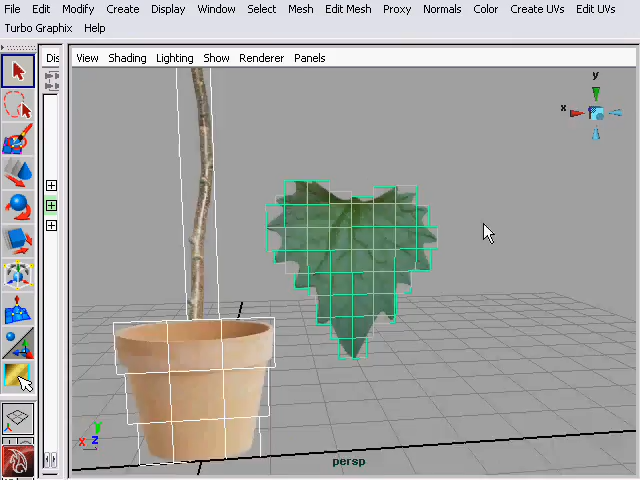 File Edit Modify Create Display Window Select Mesh Edit Mesh Proxy Normals Color Create UVs Edit UVs
Turbo Graphix Help
Dis View Shading Lighting Show Renderer Panels
y
x
y
x z
persp